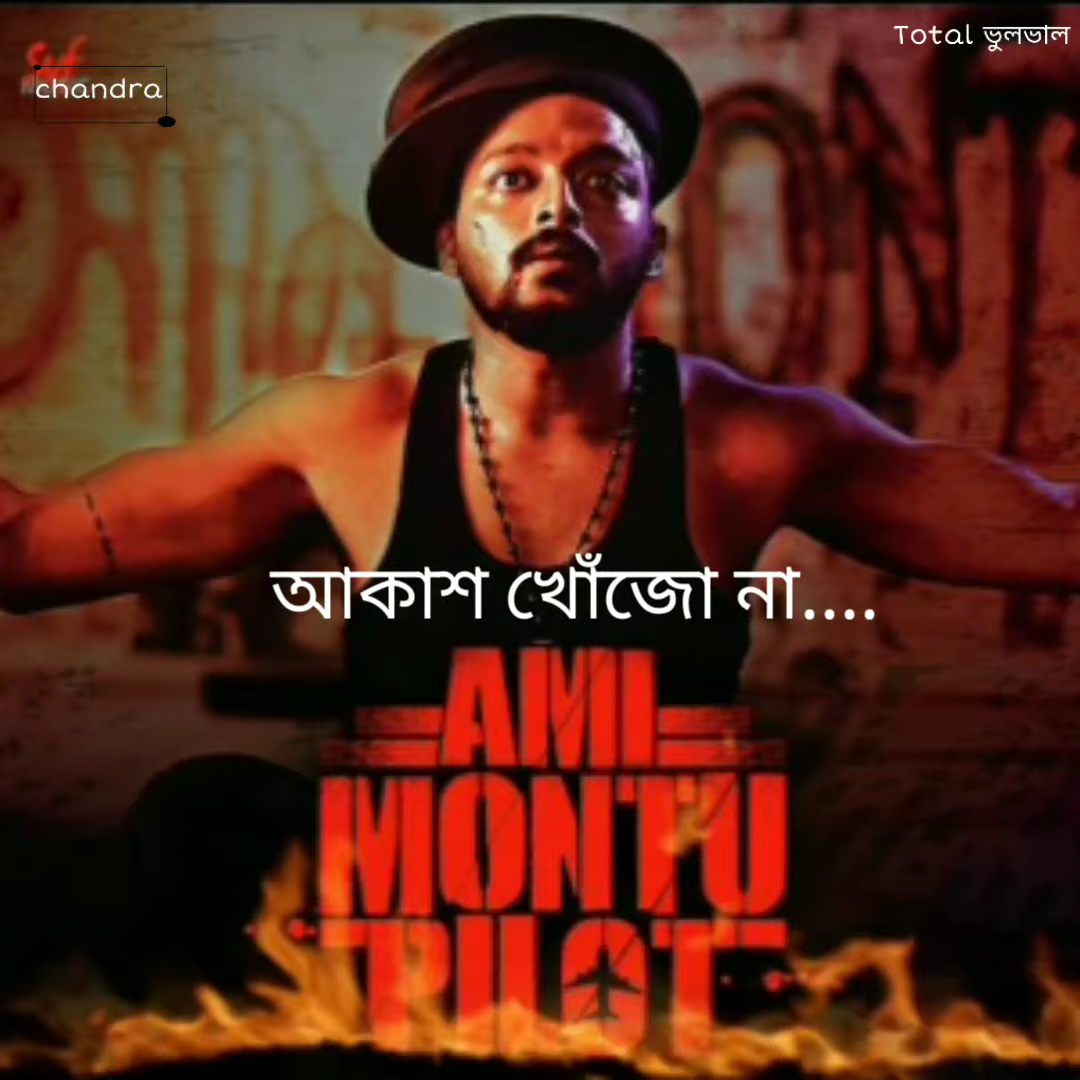 Total ভুলভাল
chandra
আকাশ খোঁজো না....
AMI
MONTU
PILOT